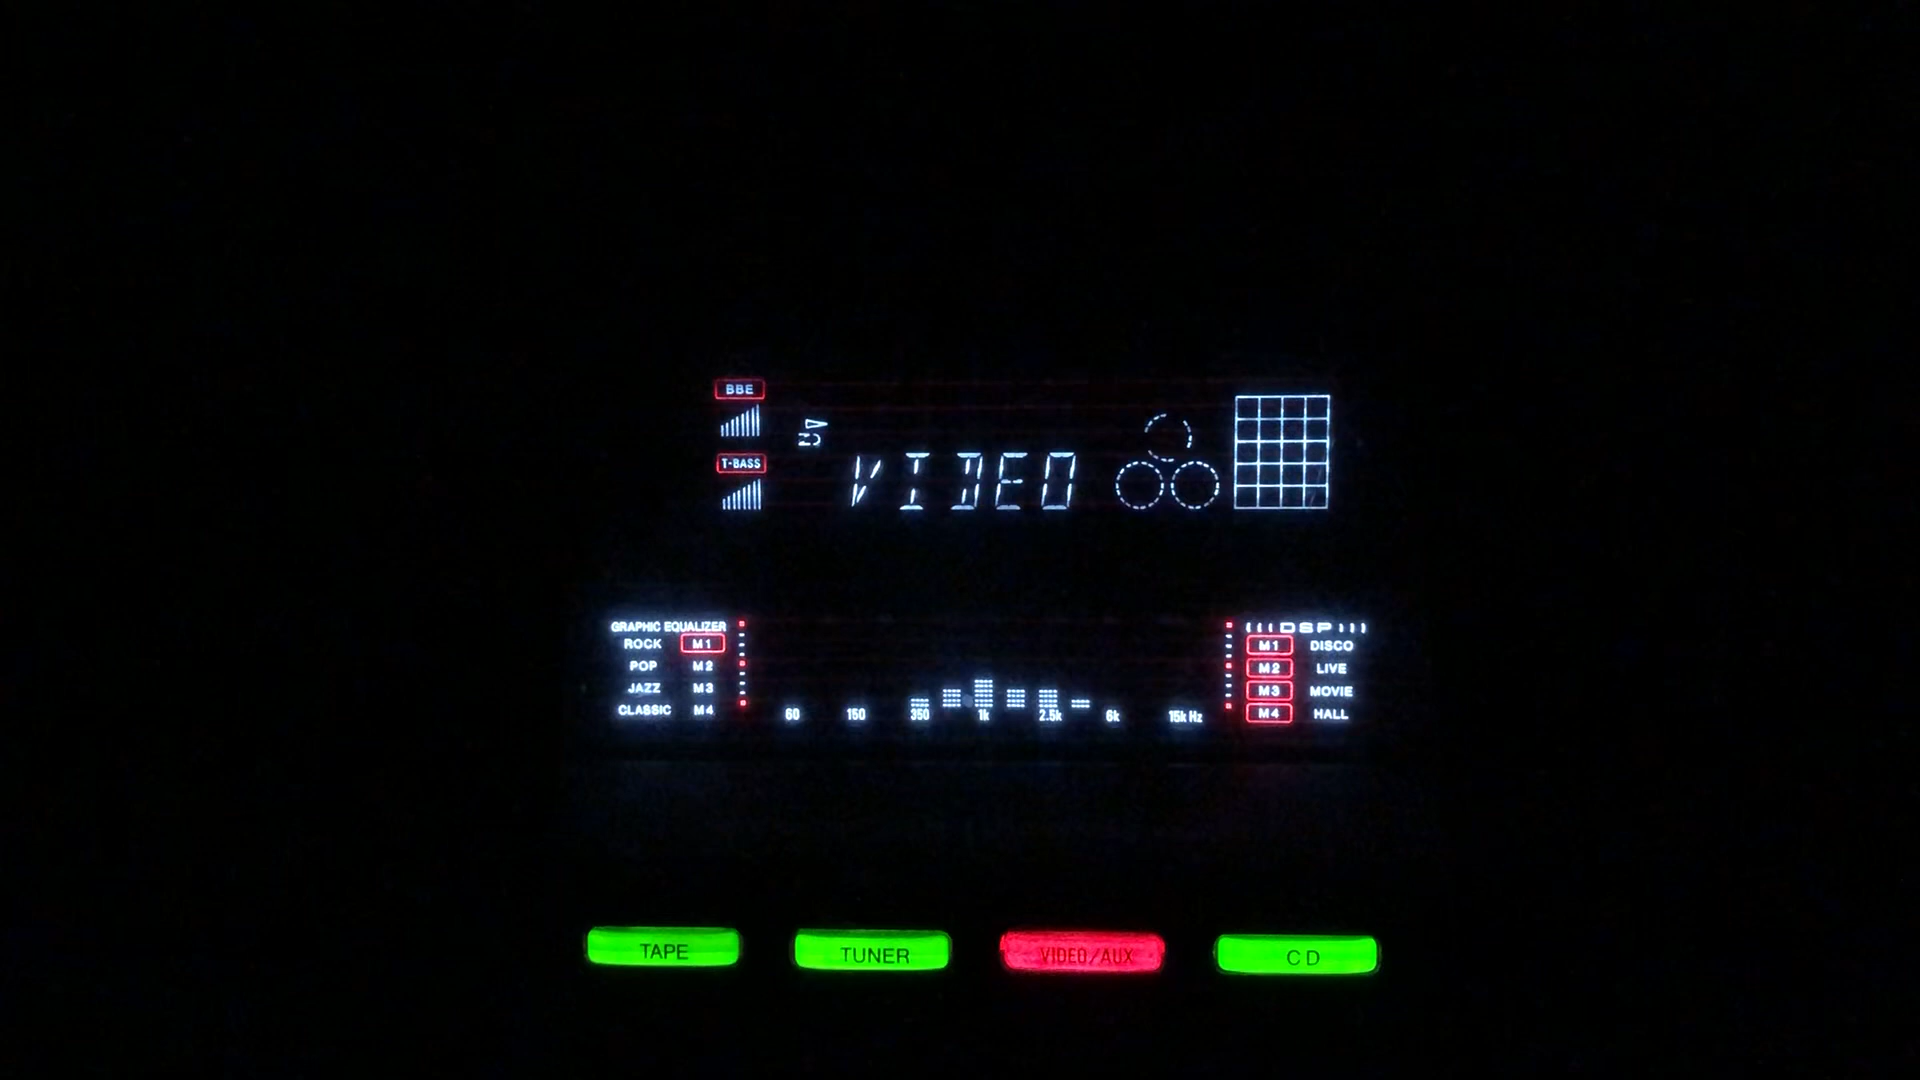 BBE
T-BASS
VIDEO
GRAPHIC EQUALIZER
ROCK M1
POP M2
JAZZ M3
CLASSIC M4
60 150 350 1k 2.5k 6k 15k Hz
DSP
M1 DISCO
M2 LIVE
M3 MOVIE
M4 HALL
TAPE TUNER VIDEO/AUX CD